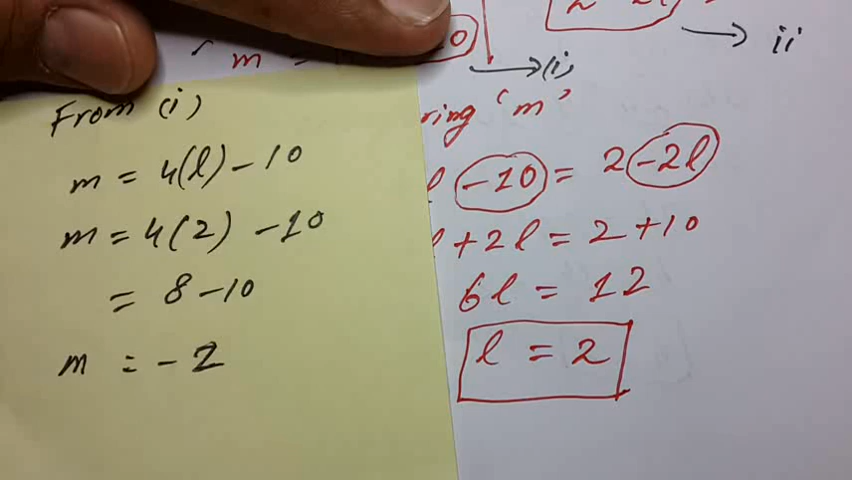 m =
0
→ (i)
→ ii
From (i)
m = 4(l) - 10
m = 4(2) - 10
= 8 - 10
m = - 2
ring 'm'
- 10 = 2 - 2l
+ 2l = 2 + 10
6l = 12
l = 2